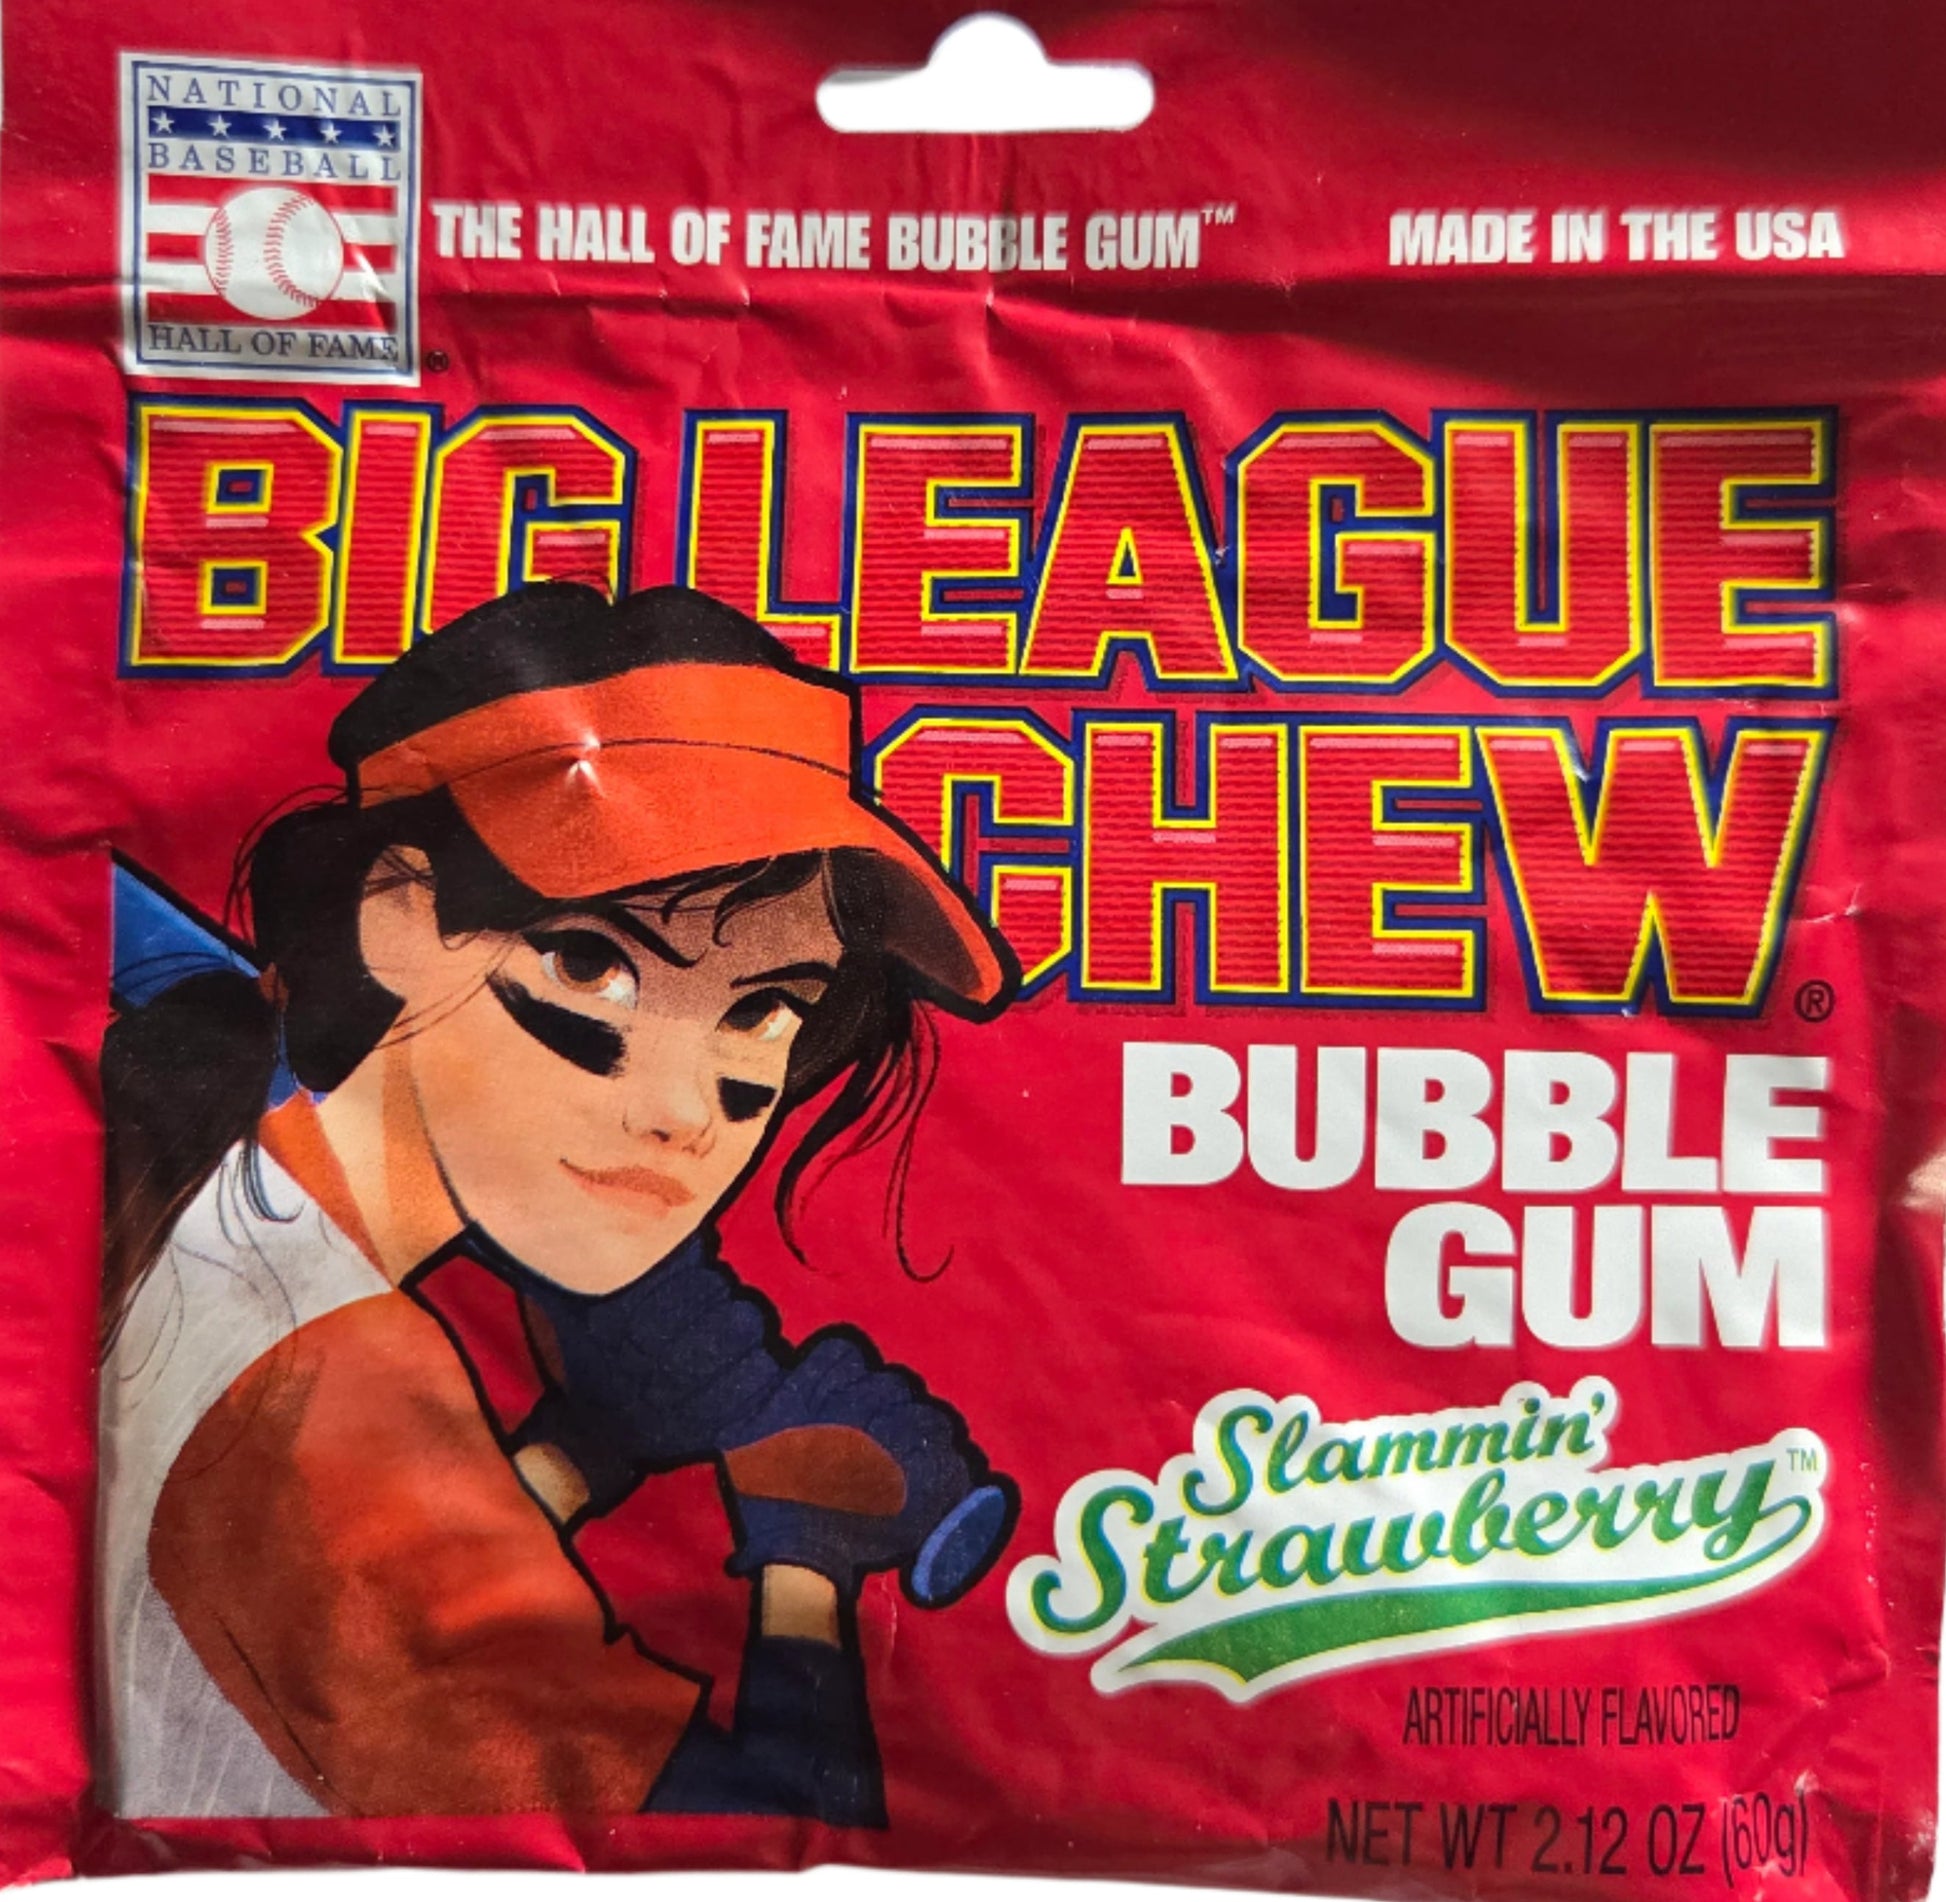 NATIONAL
BASEBALL
HALL OF FAME
®
THE HALL OF FAME BUBBLE GUM™
MADE IN THE USA
BIG LEAGUE
CHEW®
BUBBLE
GUM
Slammin'
Strawberry™
ARTIFICIALLY FLAVORED
NET WT 2.12 OZ (60g)